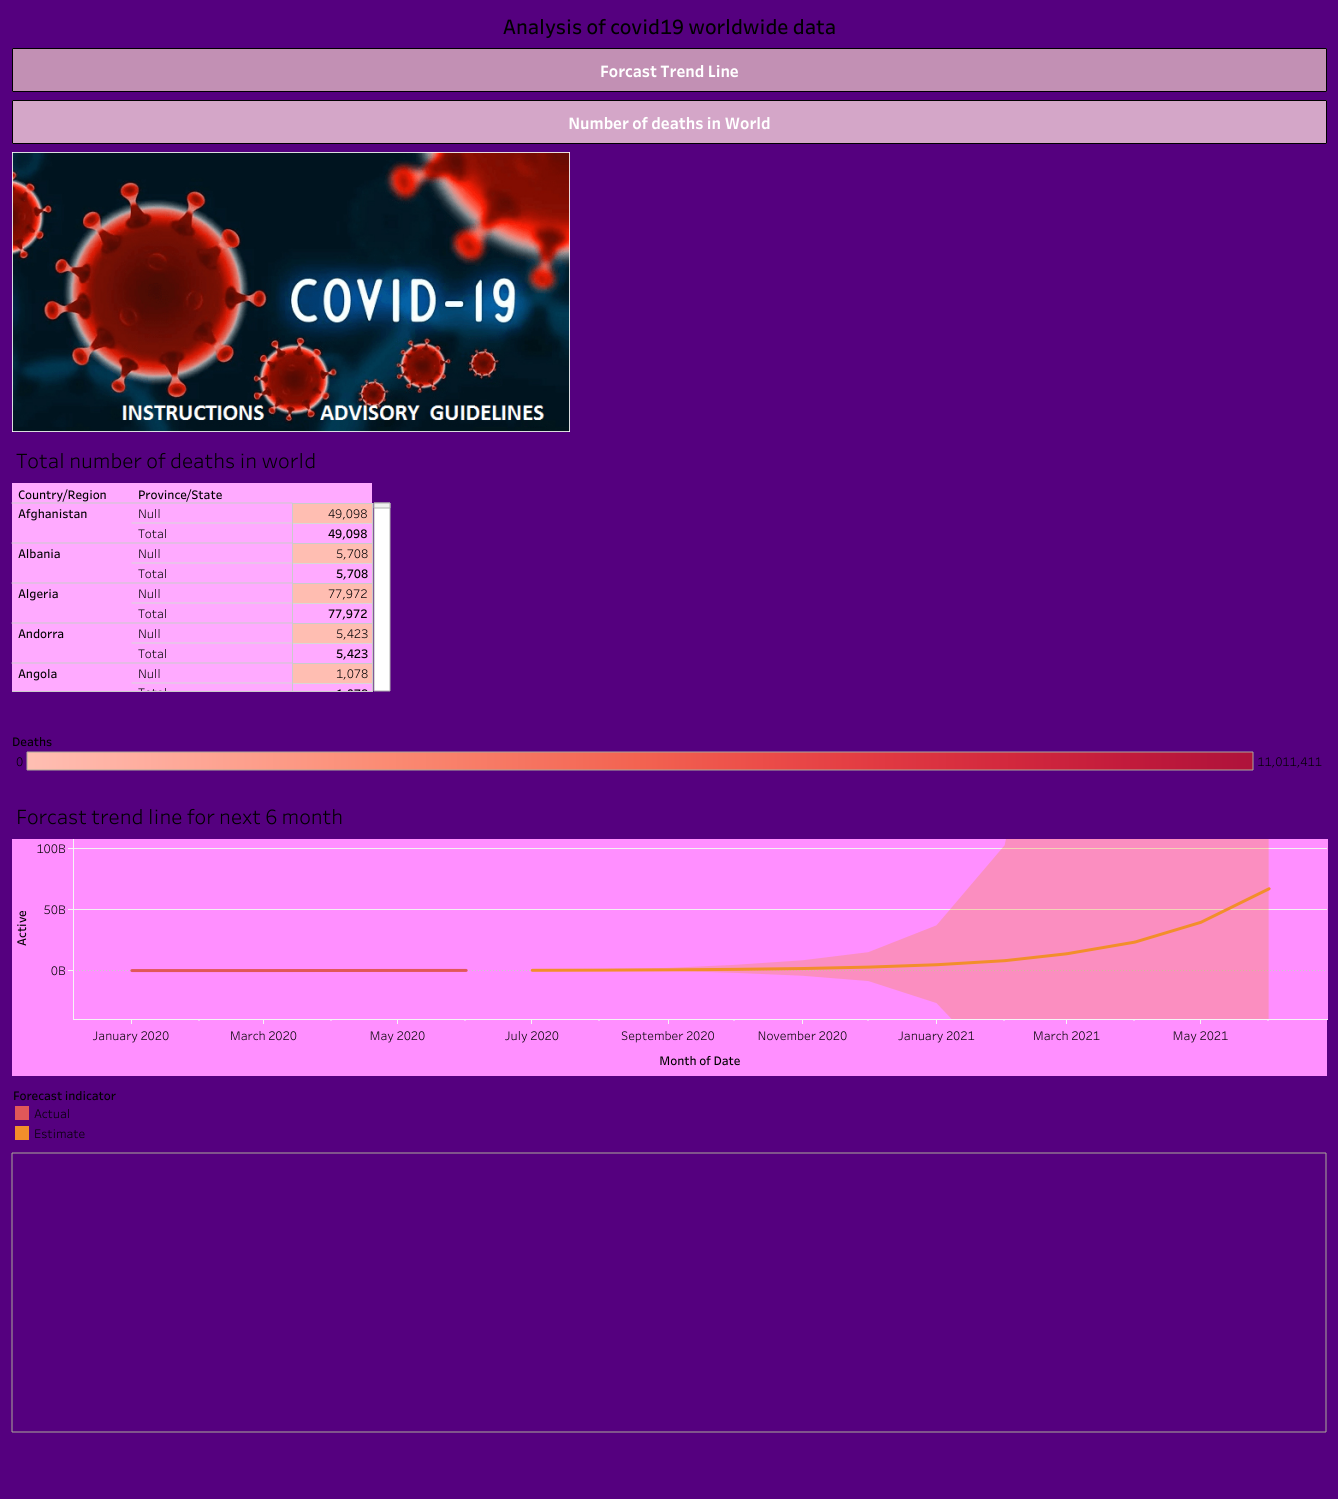 Analysis of covid19 worldwide data
Forcast Trend Line
Number of deaths in World
COVID-19
INSTRUCTIONS ADVISORY GUIDELINES
Total number of deaths in world
Country/Region Province/State
Afghanistan Null 49,098
Total 49,098
Albania Null 5,708
Total 5,708
Algeria Null 77,972
Total 77,972
Andorra Null 5,423
Total 5,423
Angola Null 1,078
Deaths
0 11,011,411
Forcast trend line for next 6 month
100B
50B
0B
Active
January 2020 March 2020 May 2020 July 2020 September 2020 November 2020 January 2021 March 2021 May 2021
Month of Date
Forecast indicator
Actual
Estimate